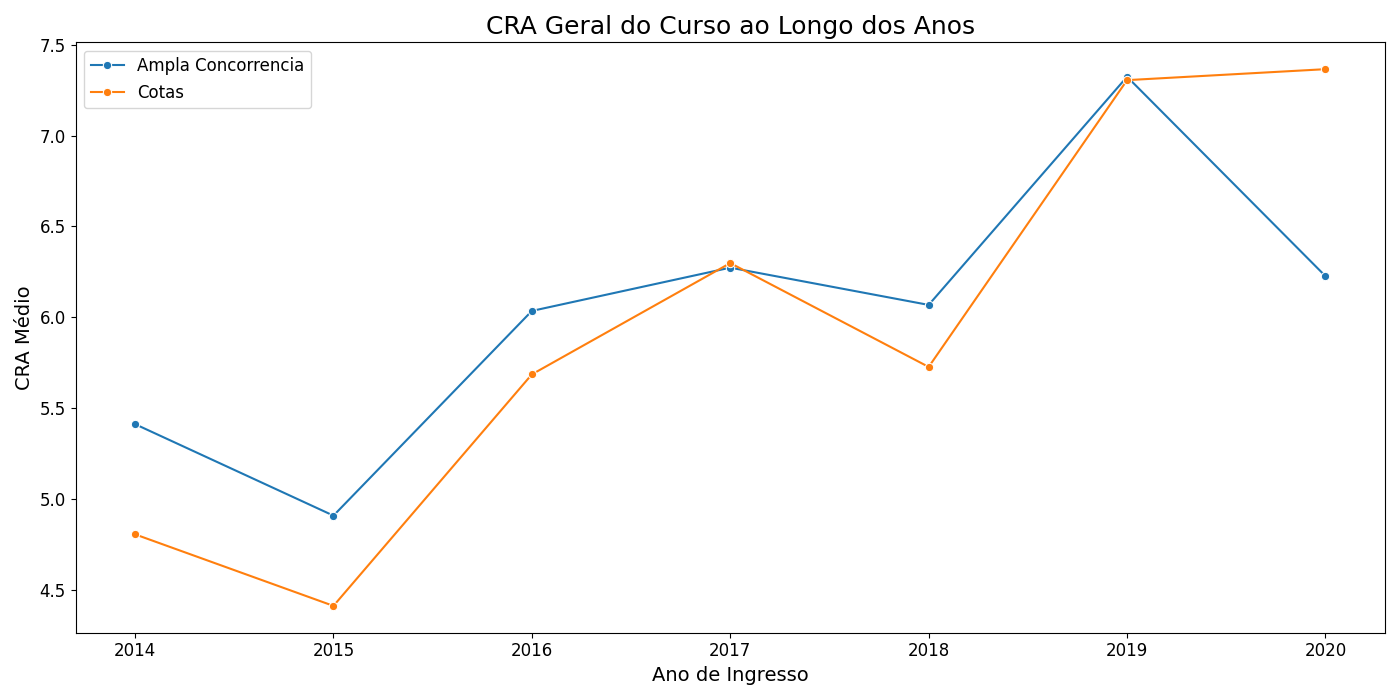 CRA Geral do Curso ao Longo dos Anos
Ampla Concorrencia
Cotas
CRA Médio
7.5
7.0
6.5
6.0
5.5
5.0
4.5
2014 2015 2016 2017 2018 2019 2020
Ano de Ingresso